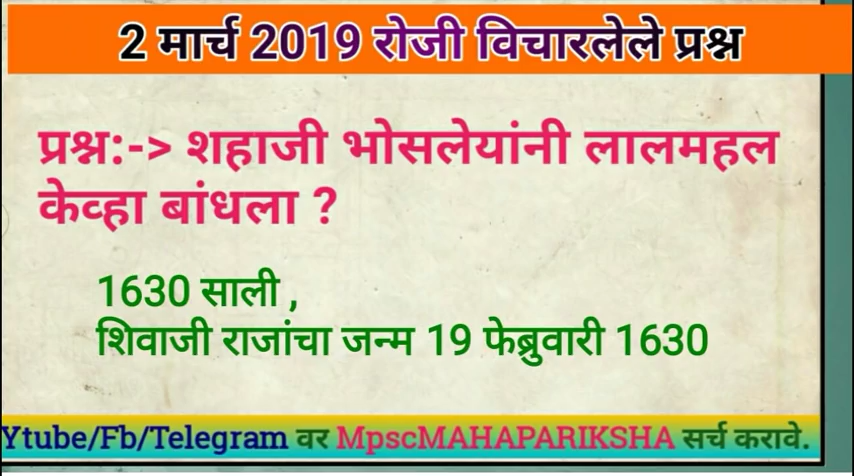 2 मार्च 2019 रोजी विचारलेले प्रश्न
प्रश्न:-> शहाजी भोसलेयांनी लालमहल
केव्हा बांधला ?
1630 साली ,
शिवाजी राजांचा जन्म 19 फेब्रुवारी 1630
Ytube/Fb/Telegram वर MpscMAHAPARIKSHA सर्च करावे.